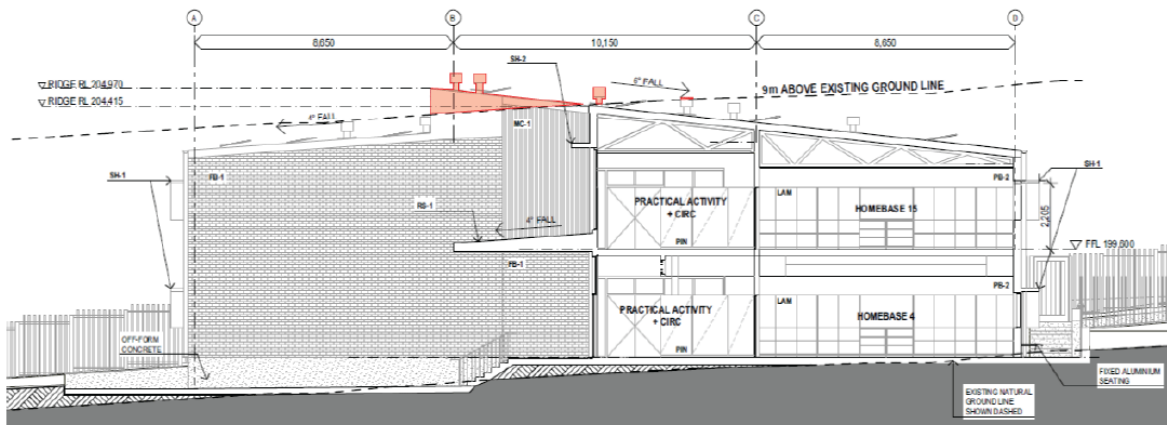 A B C D
8,650 10,150 8,650
SH-2
RIDGE RL 204.970
RIDGE RL 204.415
6° FALL
9m ABOVE EXISTING GROUND LINE
4° FALL
MC-1
SH-1
FB-1
PB-2
SH-1
LAM
PRACTICAL ACTIVITY
+ CIRC
HOMEBASE 15
RS-1
4° FALL
2,205
PIN
FFL 199,600
FB-1
PB-2
LAM
PRACTICAL ACTIVITY
+ CIRC
HOMEBASE 4
OFF-FORM
CONCRETE
PIN
FIXED ALUMINIUM
SEATING
EXISTING NATURAL
GROUND LINE
SHOWN DASHED